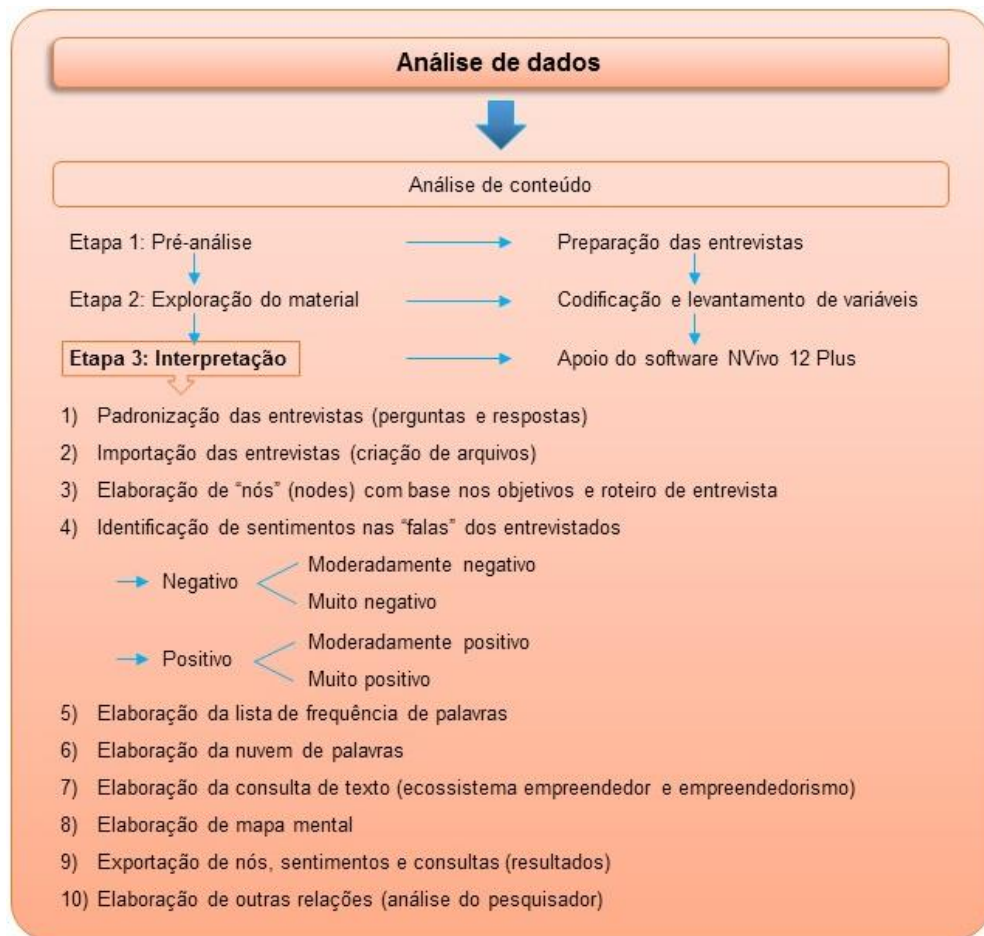 Análise de dados
Análise de conteúdo
Etapa 1: Pré-análise
Preparação das entrevistas
Etapa 2: Exploração do material
Codificação e levantamento de variáveis
Etapa 3: Interpretação
Apoio do software NVivo 12 Plus
1) Padronização das entrevistas (perguntas e respostas)
2) Importação das entrevistas (criação de arquivos)
3) Elaboração de “nós” (nodes) com base nos objetivos e roteiro de entrevista
4) Identificação de sentimentos nas “falas” dos entrevistados
Negativo
Moderadamente negativo
Muito negativo
Positivo
Moderadamente positivo
Muito positivo
5) Elaboração da lista de frequência de palavras
6) Elaboração da nuvem de palavras
7) Elaboração da consulta de texto (ecossistema empreendedor e empreendedorismo)
8) Elaboração de mapa mental
9) Exportação de nós, sentimentos e consultas (resultados)
10) Elaboração de outras relações (análise do pesquisador)